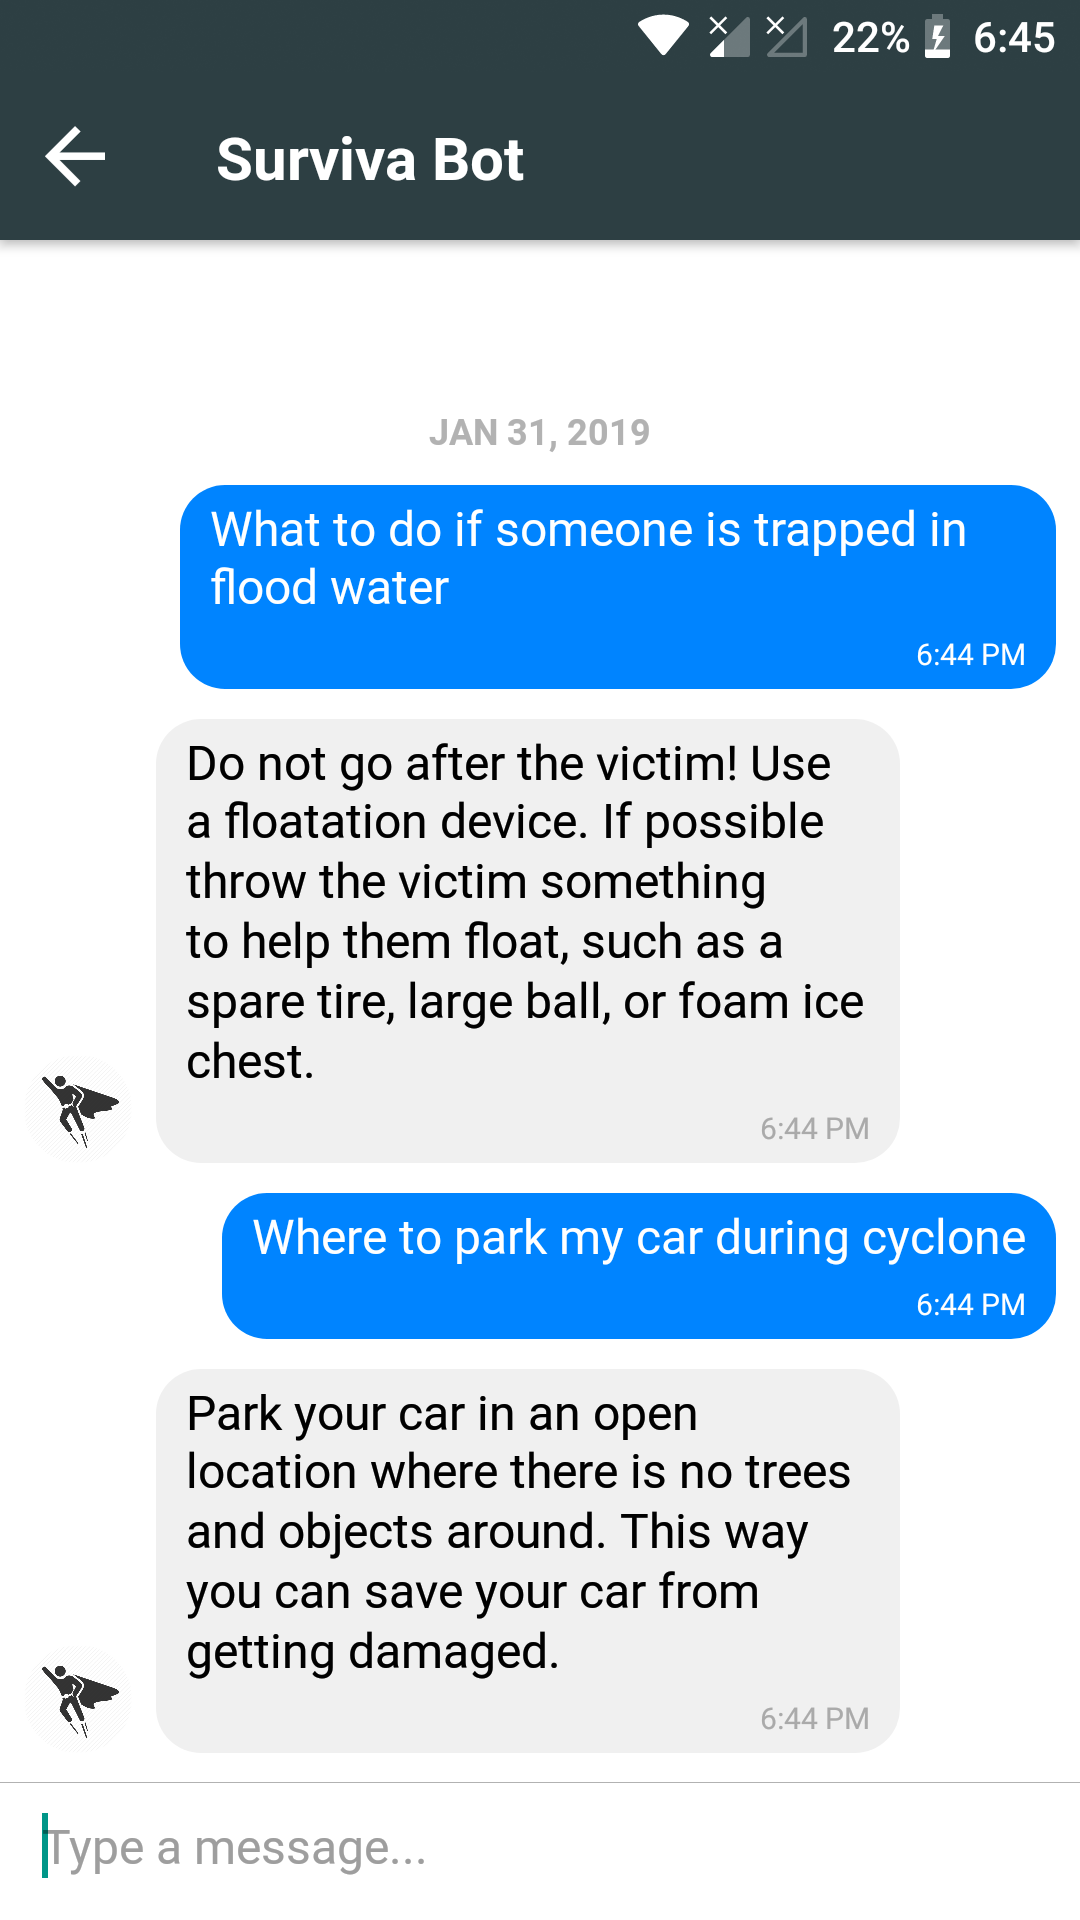 22% 6:45
Surviva Bot
JAN 31, 2019
What to do if someone is trapped in
flood water
6:44 PM
Do not go after the victim! Use
a floatation device. If possible
throw the victim something
to help them float, such as a
spare tire, large ball, or foam ice
chest.
6:44 PM
Where to park my car during cyclone
6:44 PM
Park your car in an open
location where there is no trees
and objects around. This way
you can save your car from
getting damaged.
6:44 PM
Type a message...